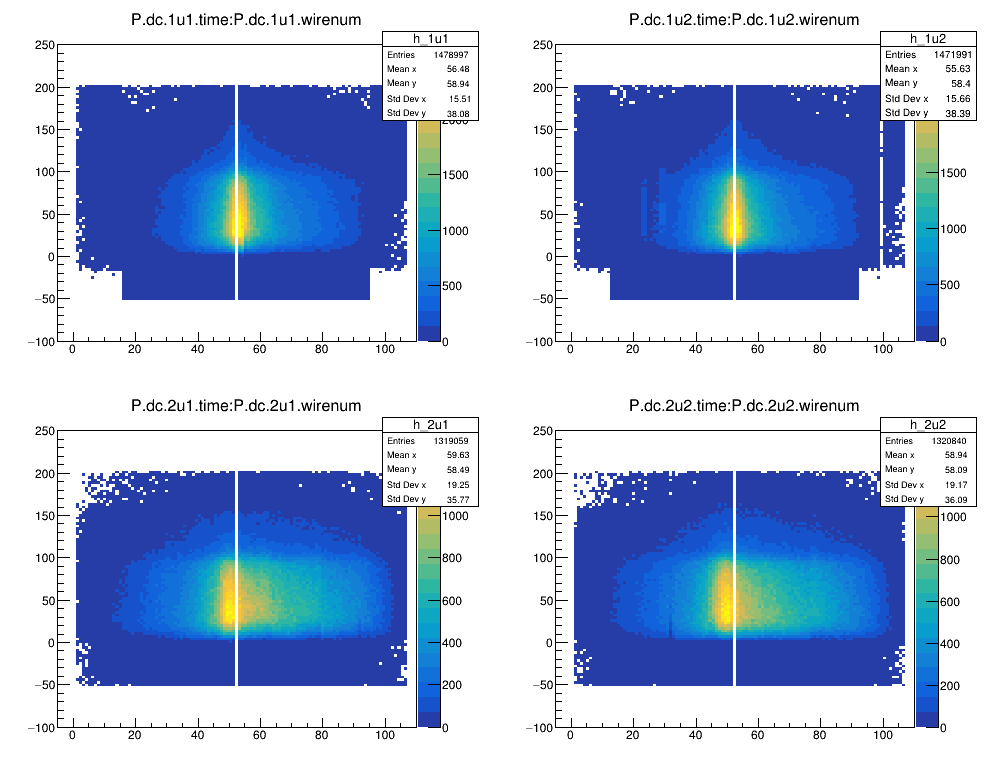 P.dc.1u1.time:P.dc.1u1.wirenum
h_1u1
Entries 1478997
Mean x 56.48
Mean y 58.94
Std Dev x 15.51
Std Dev y 38.08
250
200
150
100
50
0
−50
−100
0 20 40 60 80 100
2000
1500
1000
500
0
P.dc.1u2.time:P.dc.1u2.wirenum
h_1u2
Entries 1471991
Mean x 55.63
Mean y 58.4
Std Dev x 15.66
Std Dev y 38.39
250
200
150
100
50
0
−50
−100
0 20 40 60 80 100
1500
1000
500
0
P.dc.2u1.time:P.dc.2u1.wirenum
h_2u1
Entries 1319059
Mean x 59.63
Mean y 58.49
Std Dev x 19.25
Std Dev y 35.77
250
200
150
100
50
0
−50
−100
0 20 40 60 80 100
1000
800
600
400
200
0
P.dc.2u2.time:P.dc.2u2.wirenum
h_2u2
Entries 1320840
Mean x 58.94
Mean y 58.09
Std Dev x 19.17
Std Dev y 36.09
250
200
150
100
50
0
−50
−100
0 20 40 60 80 100
1000
800
600
400
200
0